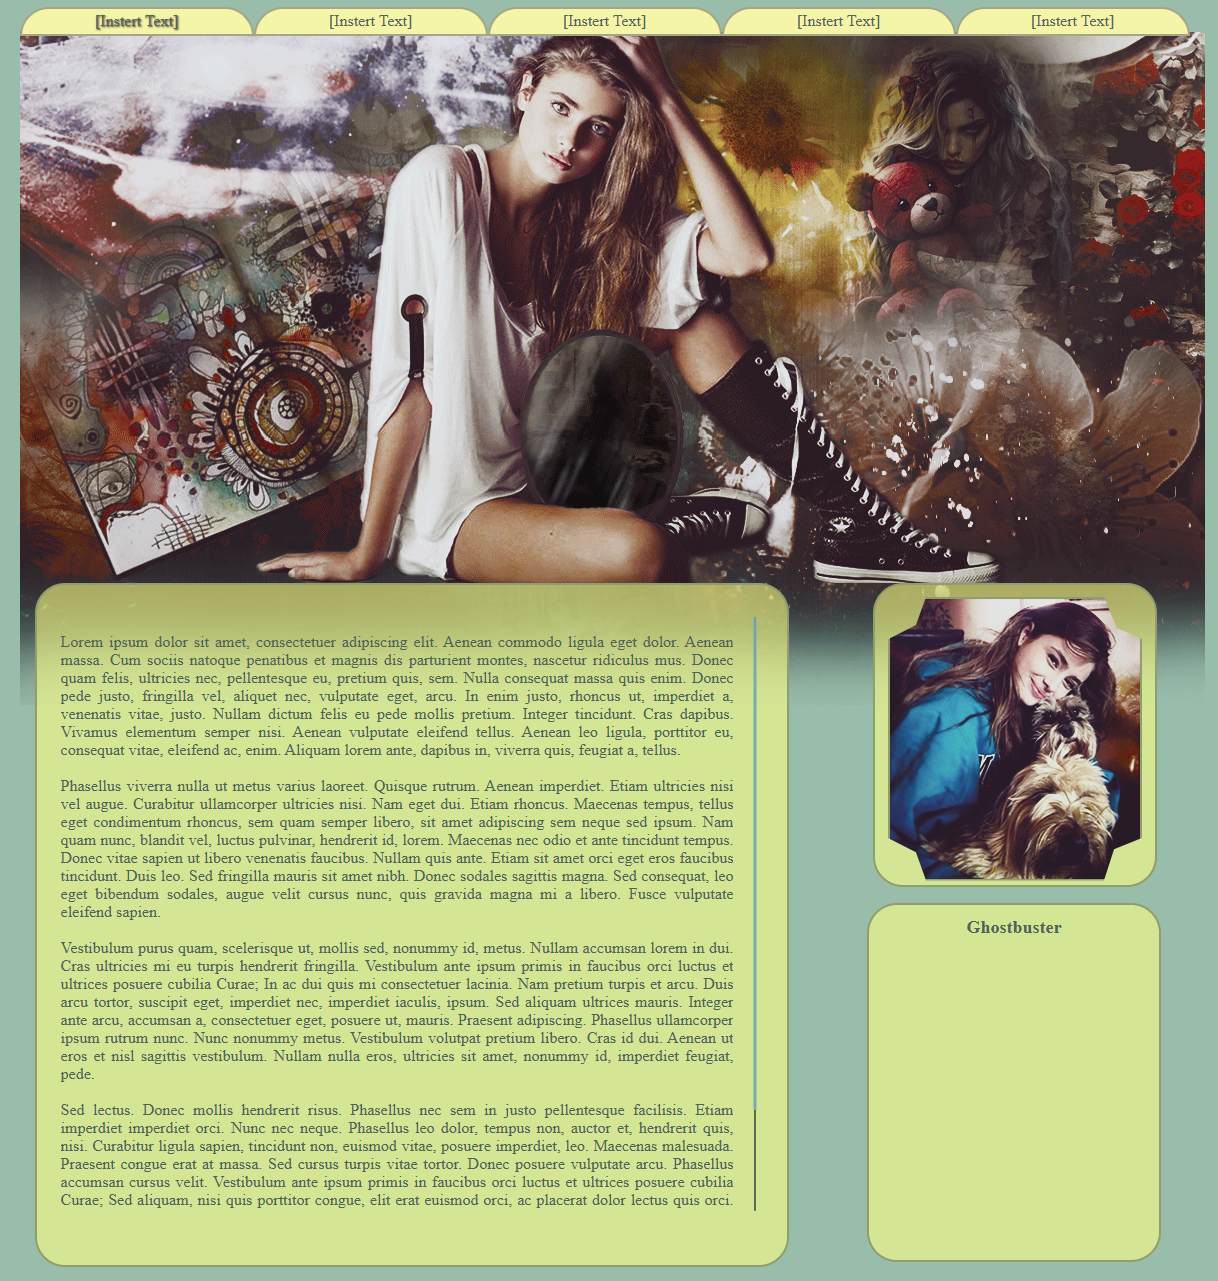 [Instert Text]
[Instert Text]
[Instert Text]
[Instert Text]
[Instert Text]
Lorem ipsum dolor sit amet, consectetuer adipiscing elit. Aenean commodo ligula eget dolor. Aenean
massa. Cum sociis natoque penatibus et magnis dis parturient montes, nascetur ridiculus mus. Donec
quam felis, ultricies nec, pellentesque eu, pretium quis, sem. Nulla consequat massa quis enim. Donec
pede justo, fringilla vel, aliquet nec, vulputate eget, arcu. In enim justo, rhoncus ut, imperdiet a,
venenatis vitae, justo. Nullam dictum felis eu pede mollis pretium. Integer tincidunt. Cras dapibus.
Vivamus elementum semper nisi. Aenean vulputate eleifend tellus. Aenean leo ligula, porttitor eu,
consequat vitae, eleifend ac, enim. Aliquam lorem ante, dapibus in, viverra quis, feugiat a, tellus.
Phasellus viverra nulla ut metus varius laoreet. Quisque rutrum. Aenean imperdiet. Etiam ultricies nisi
vel augue. Curabitur ullamcorper ultricies nisi. Nam eget dui. Etiam rhoncus. Maecenas tempus, tellus
eget condimentum rhoncus, sem quam semper libero, sit amet adipiscing sem neque sed ipsum. Nam
quam nunc, blandit vel, luctus pulvinar, hendrerit id, lorem. Maecenas nec odio et ante tincidunt tempus.
Donec vitae sapien ut libero venenatis faucibus. Nullam quis ante. Etiam sit amet orci eget eros faucibus
tincidunt. Duis leo. Sed fringilla mauris sit amet nibh. Donec sodales sagittis magna. Sed consequat, leo
eget bibendum sodales, augue velit cursus nunc, quis gravida magna mi a libero. Fusce vulputate
eleifend sapien.
Vestibulum purus quam, scelerisque ut, mollis sed, nonummy id, metus. Nullam accumsan lorem in dui.
Cras ultricies mi eu turpis hendrerit fringilla. Vestibulum ante ipsum primis in faucibus orci luctus et
ultrices posuere cubilia Curae; In ac dui quis mi consectetuer lacinia. Nam pretium turpis et arcu. Duis
arcu tortor, suscipit eget, imperdiet nec, imperdiet iaculis, ipsum. Sed aliquam ultrices mauris. Integer
ante arcu, accumsan a, consectetuer eget, posuere ut, mauris. Praesent adipiscing. Phasellus ullamcorper
ipsum rutrum nunc. Nunc nonummy metus. Vestibulum volutpat pretium libero. Cras id dui. Aenean ut
eros et nisl sagittis vestibulum. Nullam nulla eros, ultricies sit amet, nonummy id, imperdiet feugiat,
pede.
Sed lectus. Donec mollis hendrerit risus. Phasellus nec sem in justo pellentesque facilisis. Etiam
imperdiet imperdiet orci. Nunc nec neque. Phasellus leo dolor, tempus non, auctor et, hendrerit quis,
nisi. Curabitur ligula sapien, tincidunt non, euismod vitae, posuere imperdiet, leo. Maecenas malesuada.
Praesent congue erat at massa. Sed cursus turpis vitae tortor. Donec posuere vulputate arcu. Phasellus
accumsan cursus velit. Vestibulum ante ipsum primis in faucibus orci luctus et ultrices posuere cubilia
Curae; Sed aliquam, nisi quis porttitor congue, elit erat euismod orci, ac placerat dolor lectus quis orci.
Ghostbuster